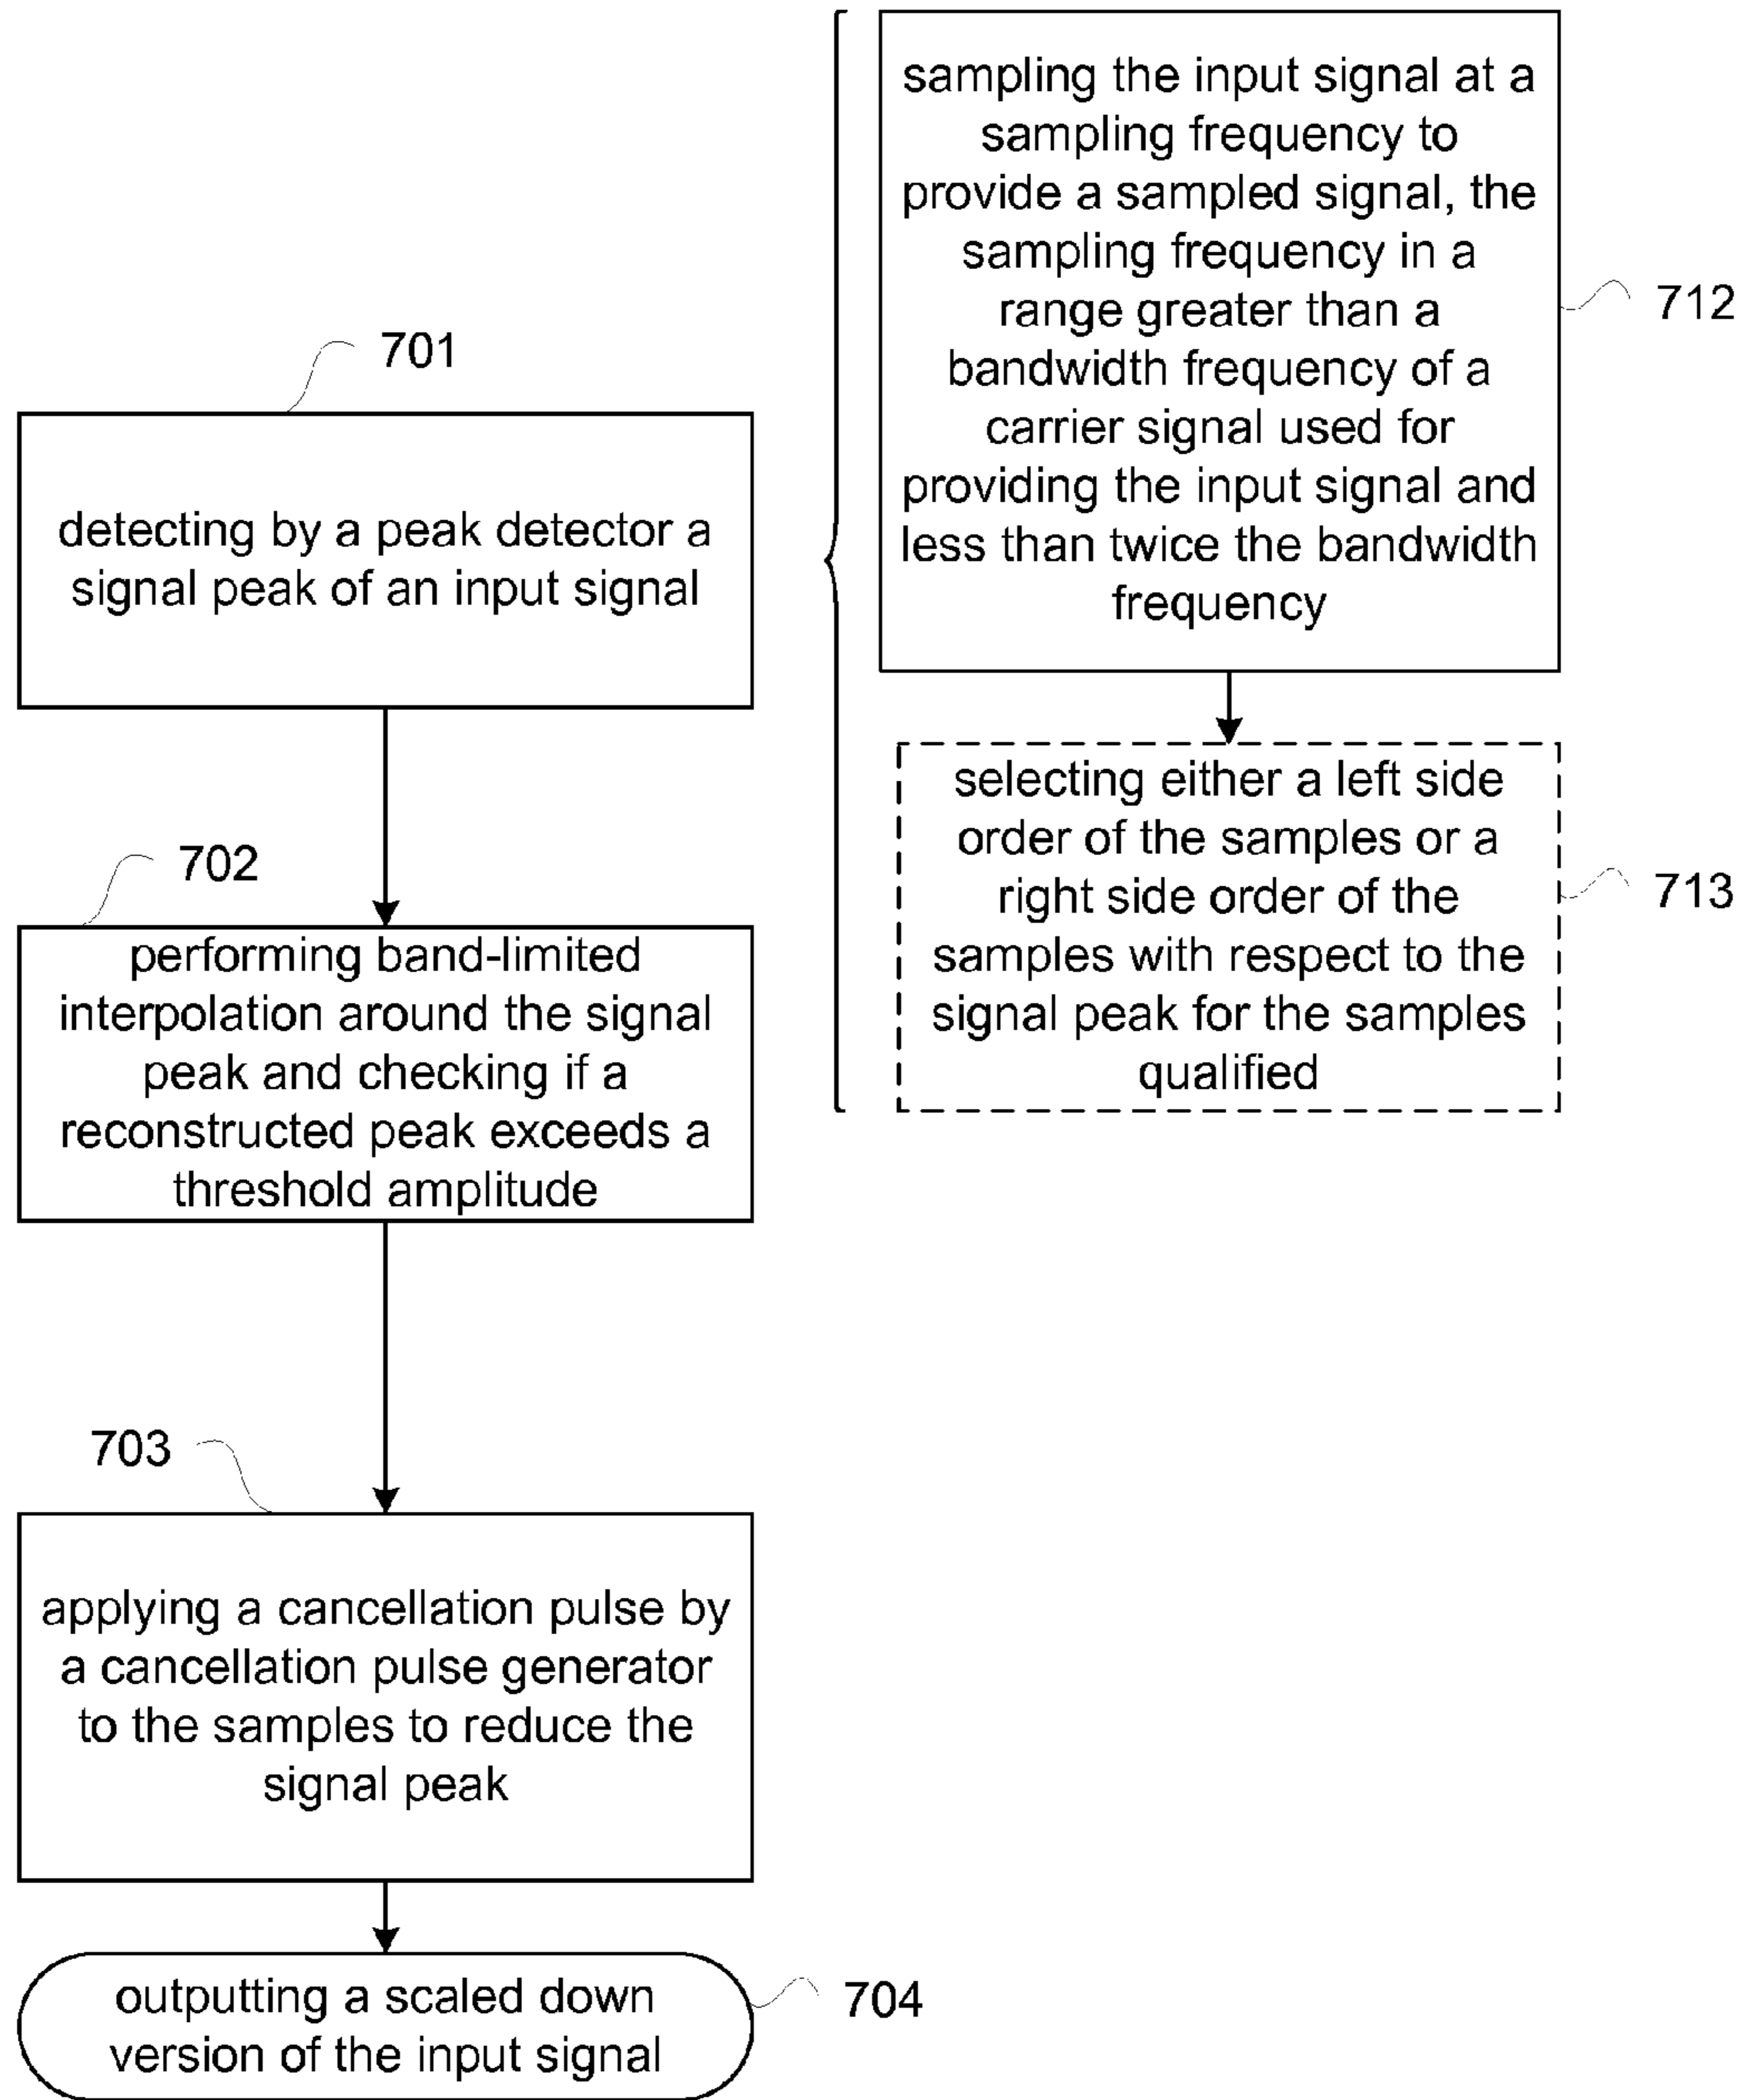 701
detecting by a peak detector a
signal peak of an input signal
702
performing band-limited
interpolation around the signal
peak and checking if a
reconstructed peak exceeds a
threshold amplitude
703
applying a cancellation pulse by
a cancellation pulse generator
to the samples to reduce the
signal peak
outputting a scaled down
version of the input signal
704
sampling the input signal at a
sampling frequency to
provide a sampled signal, the
sampling frequency in a
range greater than a
bandwidth frequency of a
carrier signal used for
providing the input signal and
less than twice the bandwidth
frequency
712
selecting either a left side
order of the samples or a
right side order of the
samples with respect to the
signal peak for the samples
qualified
713